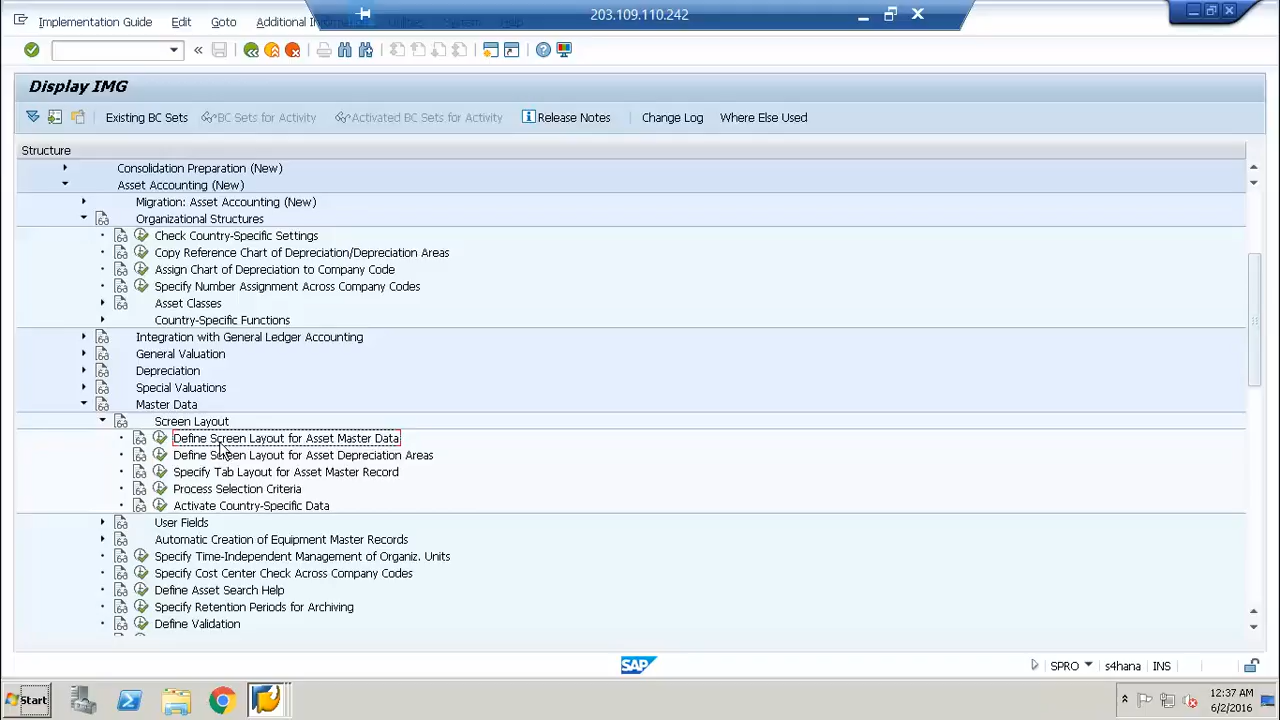 203.109.110.242
Implementation Guide Edit Goto Additional Information Utilities System Help
Display IMG
Existing BC Sets BC Sets for Activity Activated BC Sets for Activity Release Notes Change Log Where Else Used
Structure
Consolidation Preparation (New)
Asset Accounting (New)
Migration: Asset Accounting (New)
Organizational Structures
Check Country-Specific Settings
Copy Reference Chart of Depreciation/Depreciation Areas
Assign Chart of Depreciation to Company Code
Specify Number Assignment Across Company Codes
Asset Classes
Country-Specific Functions
Integration with General Ledger Accounting
General Valuation
Depreciation
Special Valuations
Master Data
Screen Layout
Define Screen Layout for Asset Master Data
Define Screen Layout for Asset Depreciation Areas
Specify Tab Layout for Asset Master Record
Process Selection Criteria
Activate Country-Specific Data
User Fields
Automatic Creation of Equipment Master Records
Specify Time-Independent Management of Organiz. Units
Specify Cost Center Check Across Company Codes
Define Asset Search Help
Specify Retention Periods for Archiving
Define Validation
SAP SPRO s4hana INS
Start
12:37 AM
6/2/2016